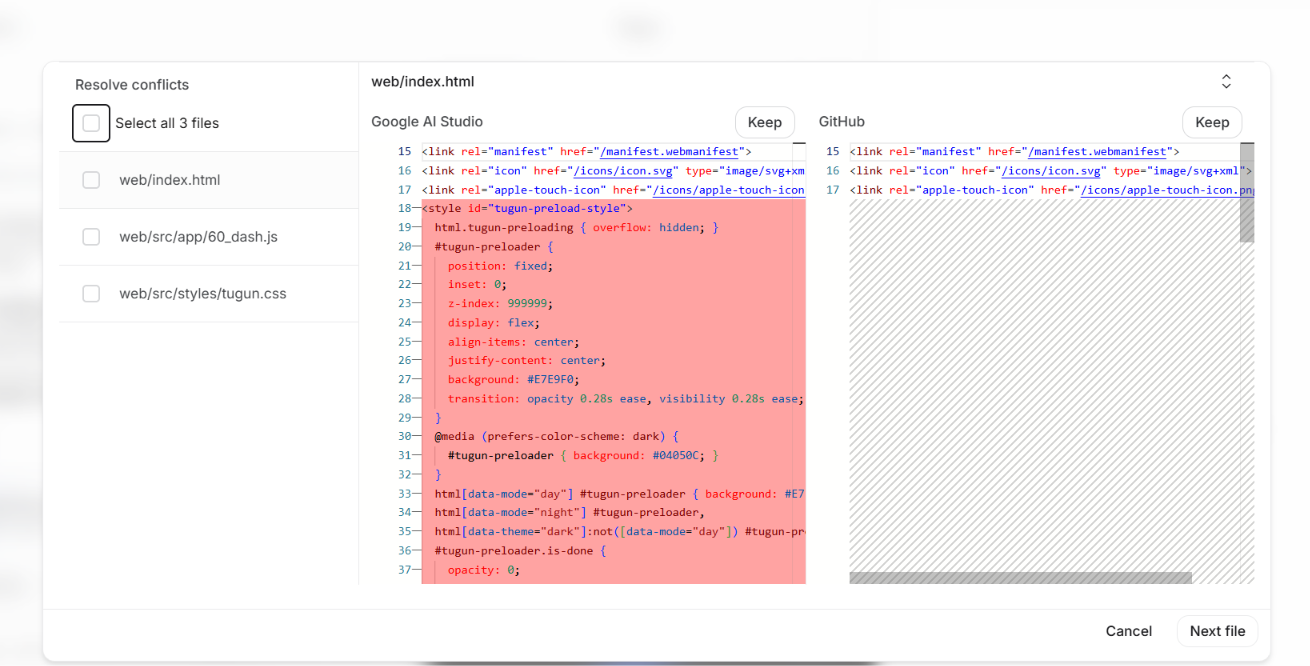 Resolve conflicts
Select all 3 files
web/index.html
web/src/app/60_dash.js
web/src/styles/tugun.css
web/index.html
Google AI Studio
Keep
15 <link rel="manifest" href="/manifest.webmanifest">
16 <link rel="icon" href="/icons/icon.svg" type="image/svg+xm
17 <link rel="apple-touch-icon" href="/icons/apple-touch-icon
18 <style id="tugun-preload-style">
19 html.tugun-preloading { overflow: hidden; }
20 #tugun-preloader {
21 position: fixed;
22 inset: 0;
23 z-index: 999999;
24 display: flex;
25 align-items: center;
26 justify-content: center;
27 background: #E7E9F0;
28 transition: opacity 0.28s ease, visibility 0.28s ease;
29 }
30 @media (prefers-color-scheme: dark) {
31 #tugun-preloader { background: #04050C; }
32 }
33 html[data-mode="day"] #tugun-preloader { background: #E7
34 html[data-mode="night"] #tugun-preloader,
35 html[data-theme="dark"]:not([data-mode="day"]) #tugun-pr
36 #tugun-preloader.is-done {
37 opacity: 0;
GitHub
Keep
15 <link rel="manifest" href="/manifest.webmanifest">
16 <link rel="icon" href="/icons/icon.svg" type="image/svg+xml">
17 <link rel="apple-touch-icon" href="/icons/apple-touch-icon.png
Cancel
Next file